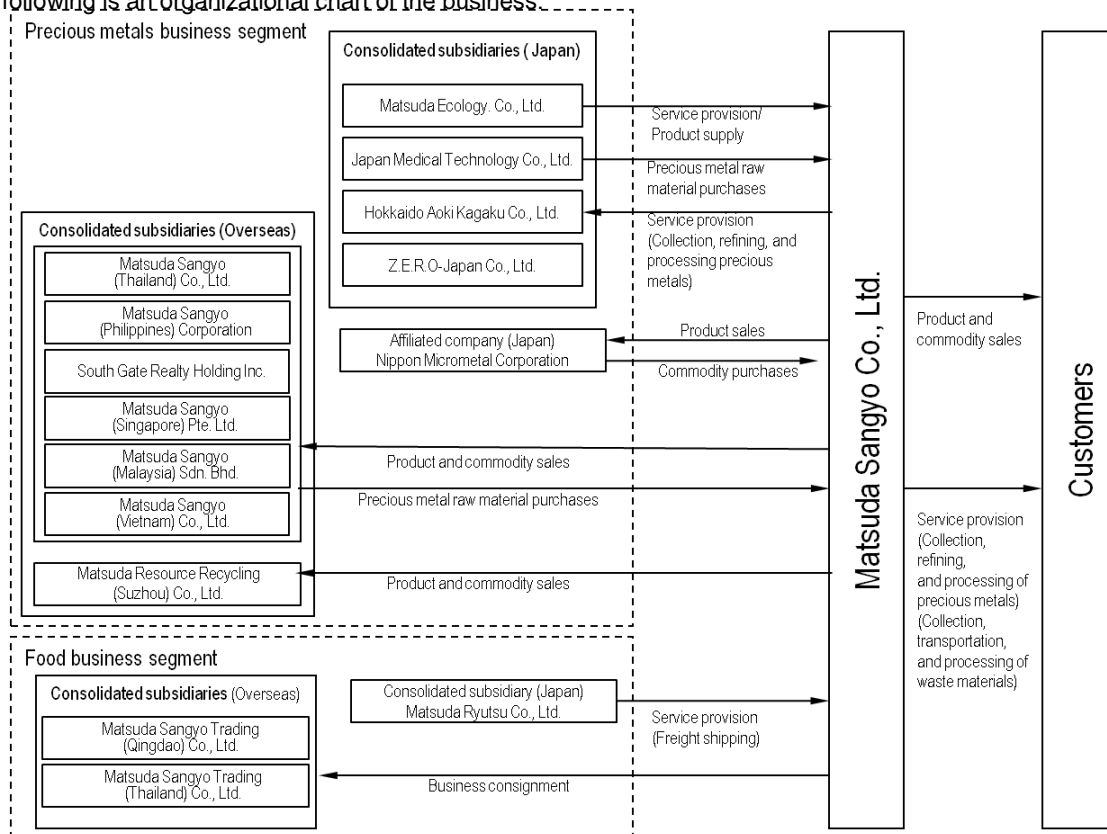 following is an organizational chart of the business.
Precious metals business segment
Consolidated subsidiaries ( Japan)
Matsuda Ecology. Co., Ltd.
Japan Medical Technology Co., Ltd.
Hokkaido Aoki Kagaku Co., Ltd.
Z.E.R.O-Japan Co., Ltd.
Service provision/
Product supply
Precious metal raw
material purchases
Service provision
(Collection, refining, and
processing precious
metals)
Consolidated subsidiaries (Overseas)
Matsuda Sangyo
(Thailand) Co., Ltd.
Matsuda Sangyo
(Philippines) Corporation
South Gate Realty Holding Inc.
Matsuda Sangyo
(Singapore) Pte. Ltd.
Matsuda Sangyo
(Malaysia) Sdn. Bhd.
Matsuda Sangyo
(Vietnam) Co., Ltd.
Matsuda Resource Recycling
(Suzhou) Co., Ltd.
Affiliated company (Japan)
Nippon Micrometal Corporation
Product sales
Commodity purchases
Product and commodity sales
Precious metal raw material purchases
Product and commodity sales
Food business segment
Consolidated subsidiaries (Overseas)
Matsuda Sangyo Trading
(Qingdao) Co., Ltd.
Matsuda Sangyo Trading
(Thailand) Co., Ltd.
Consolidated subsidiary (Japan)
Matsuda Ryutsu Co., Ltd.
Service provision
(Freight shipping)
Business consignment
Matsuda Sangyo Co., Ltd.
Product and
commodity sales
Service provision
(Collection,
refining,
and processing of
precious metals)
(Collection,
transportation,
and processing of
waste materials)
Customers